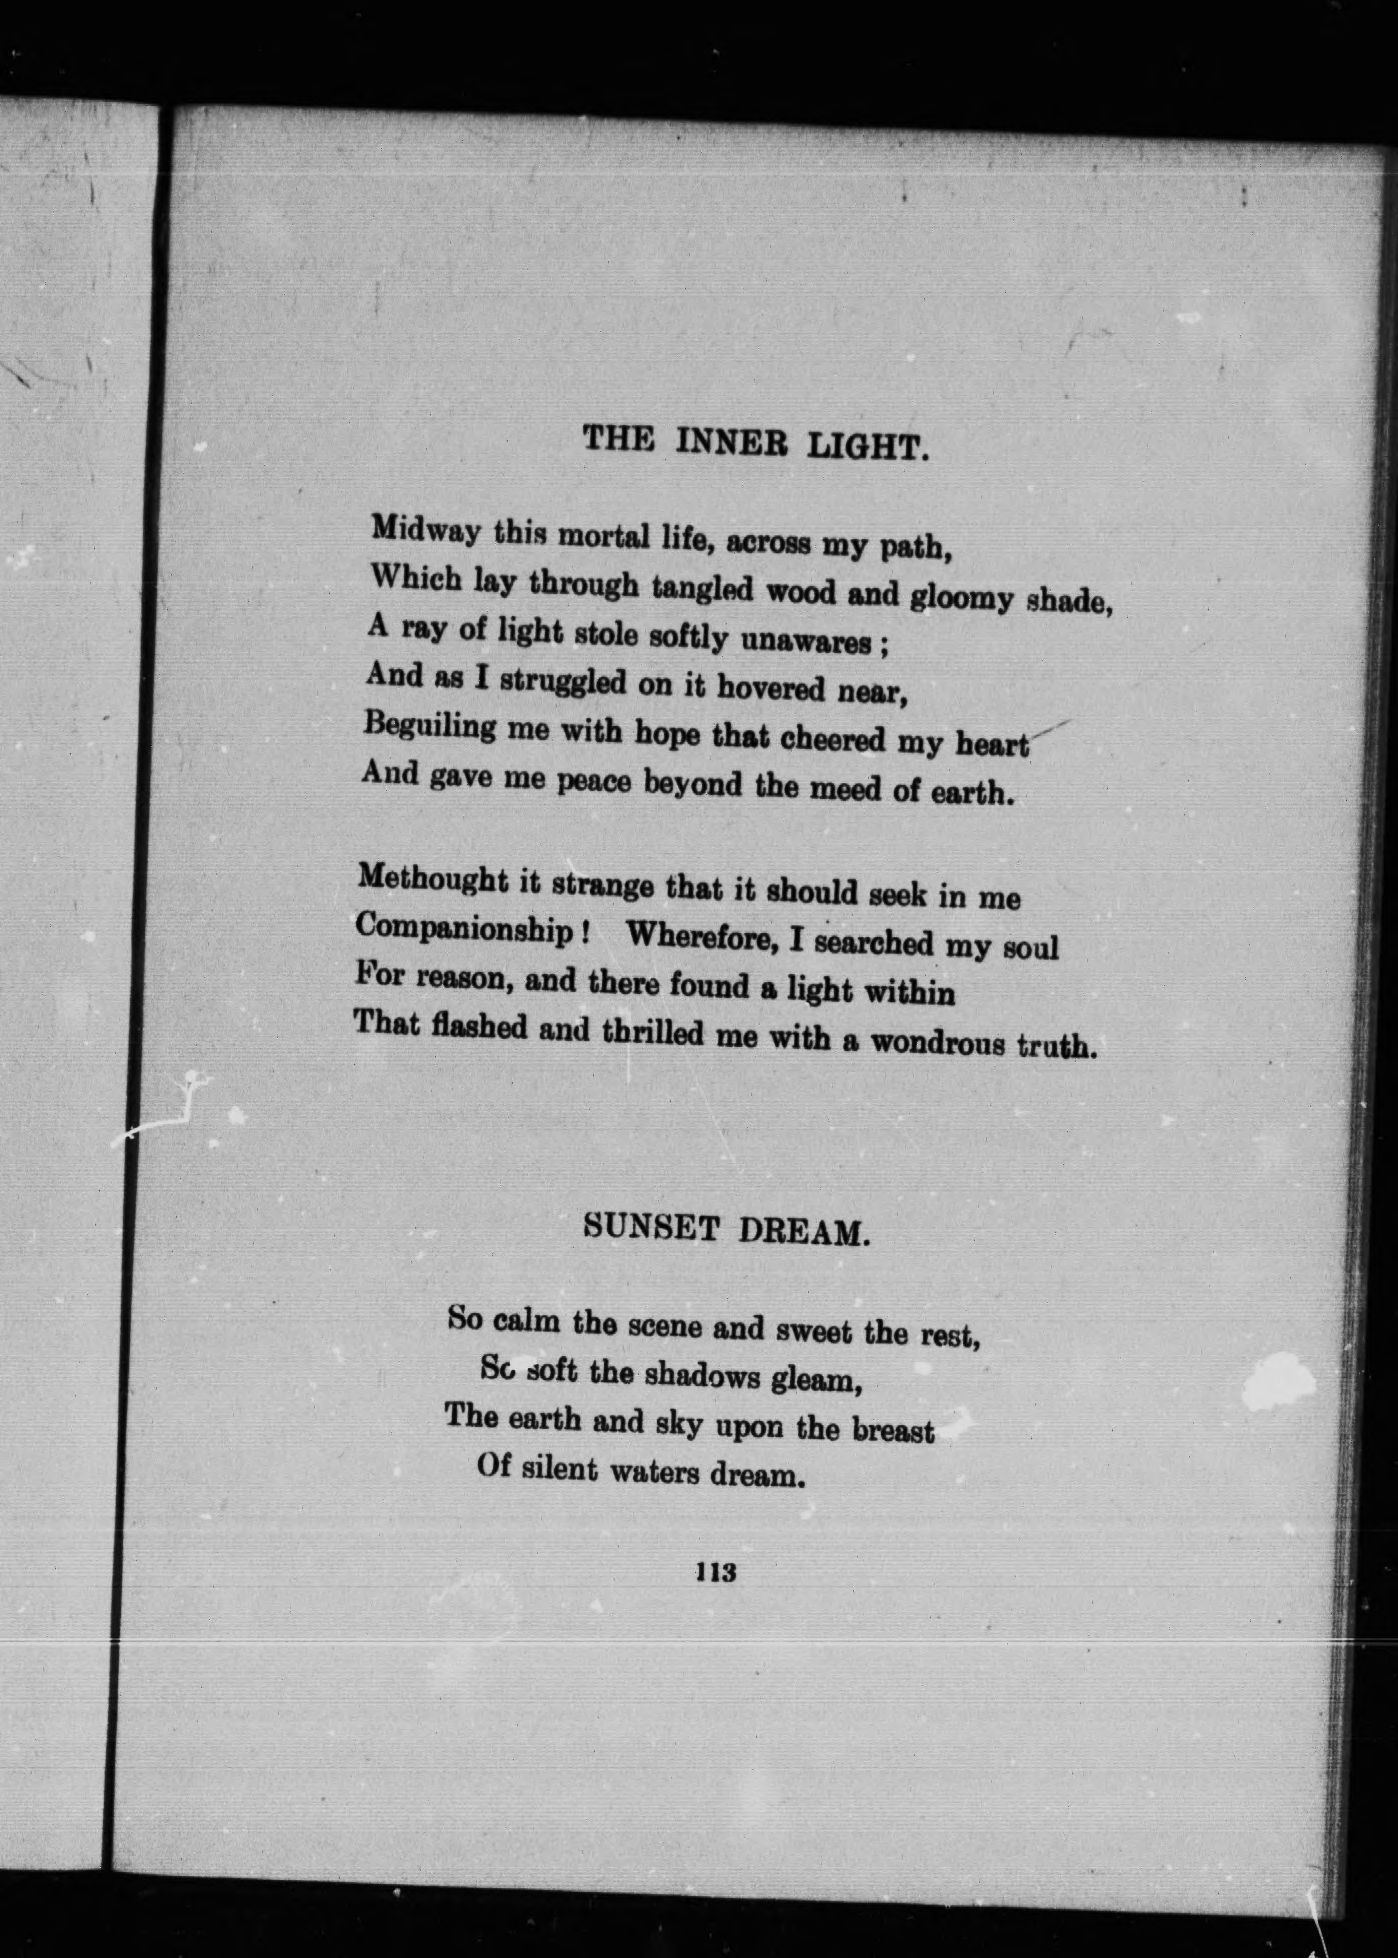 THE INNER LIGHT.
Midway this mortal life, across my path,
Which lay through tangled wood and gloomy shade,
A ray of light stole softly unawares ;
And as I struggled on it hovered near,
Beguiling me with hope that cheered my heart
And gave me peace beyond the meed of earth.
Methought it strange that it should seek in me
Companionship ! Wherefore, I searched my soul
For reason, and there found a light within
That flashed and thrilled me with a wondrous truth.
SUNSET DREAM.
So calm the scene and sweet the rest,
So soft the shadows gleam,
The earth and sky upon the breast
Of silent waters dream.
113